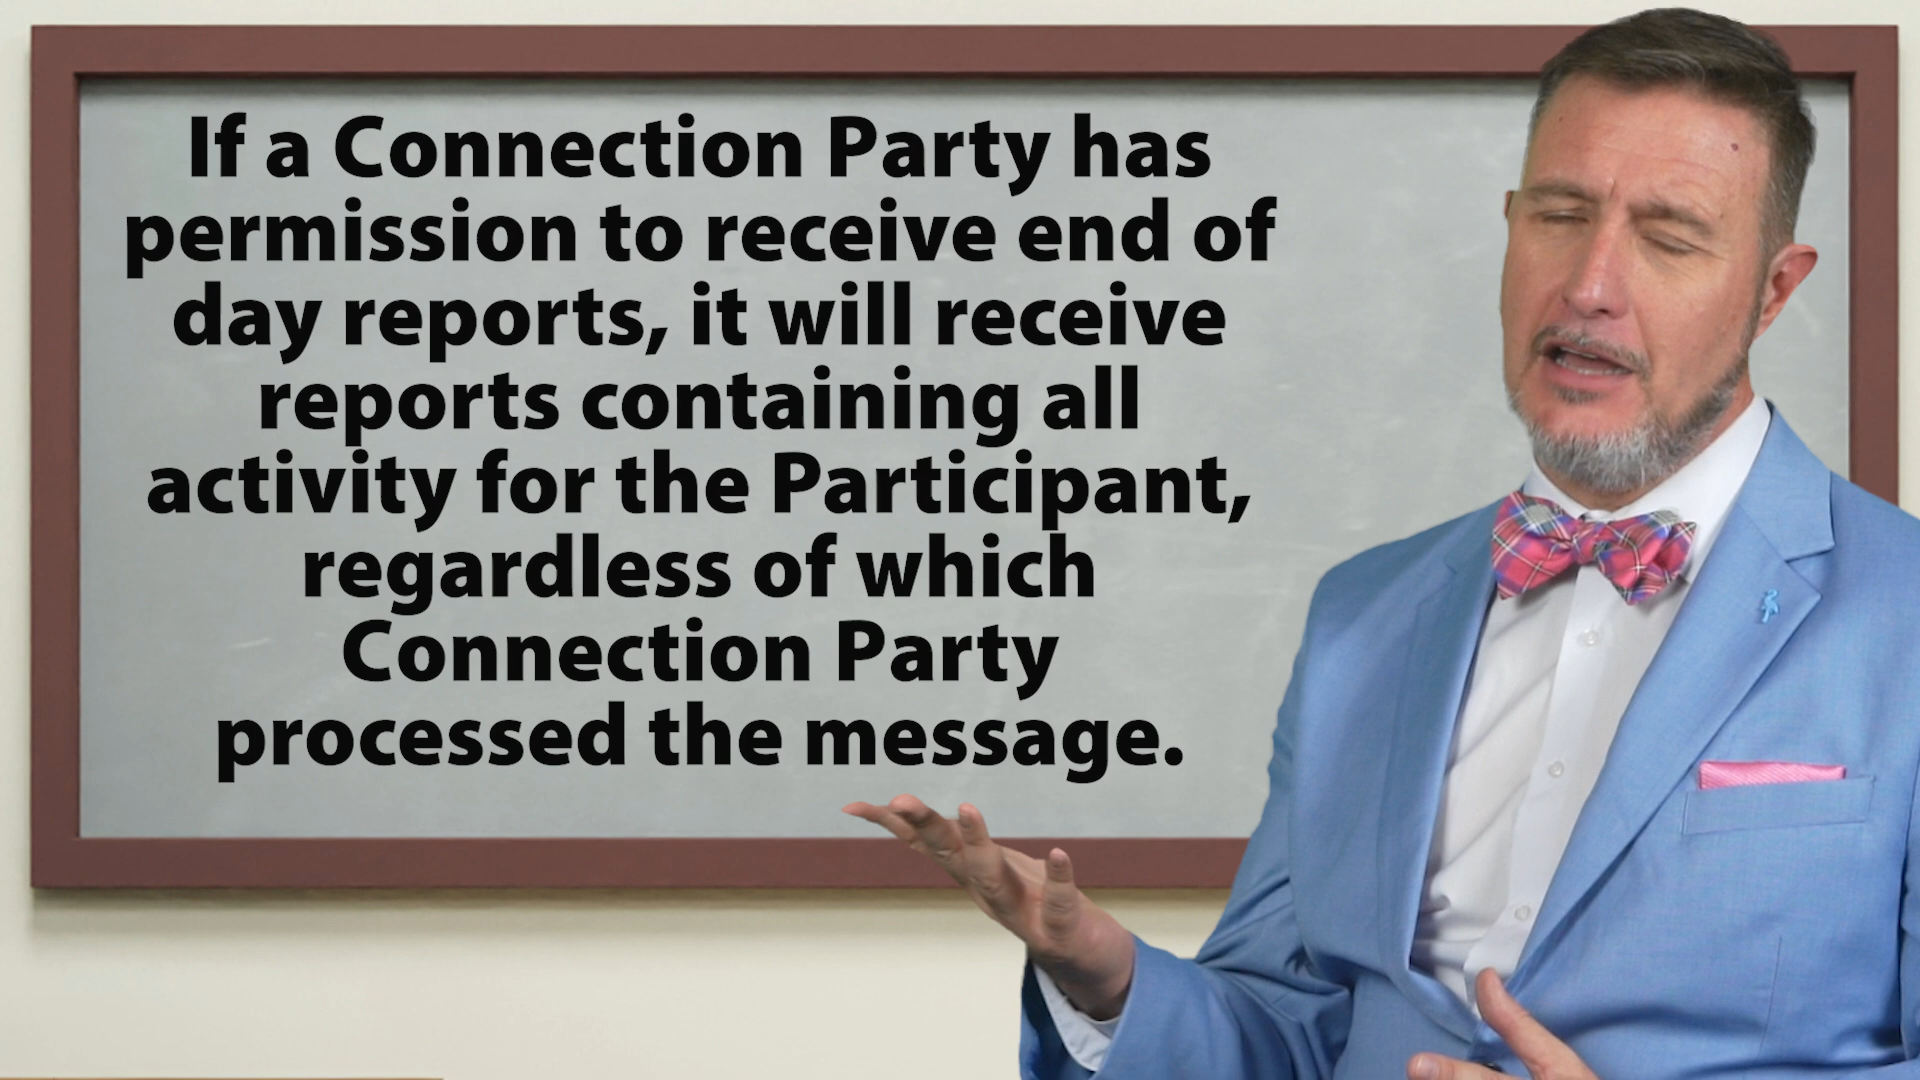 If a Connection Party has
permission to receive end of
day reports, it will receive
reports containing all
activity for the Participant,
regardless of which
Connection Party
processed the message.